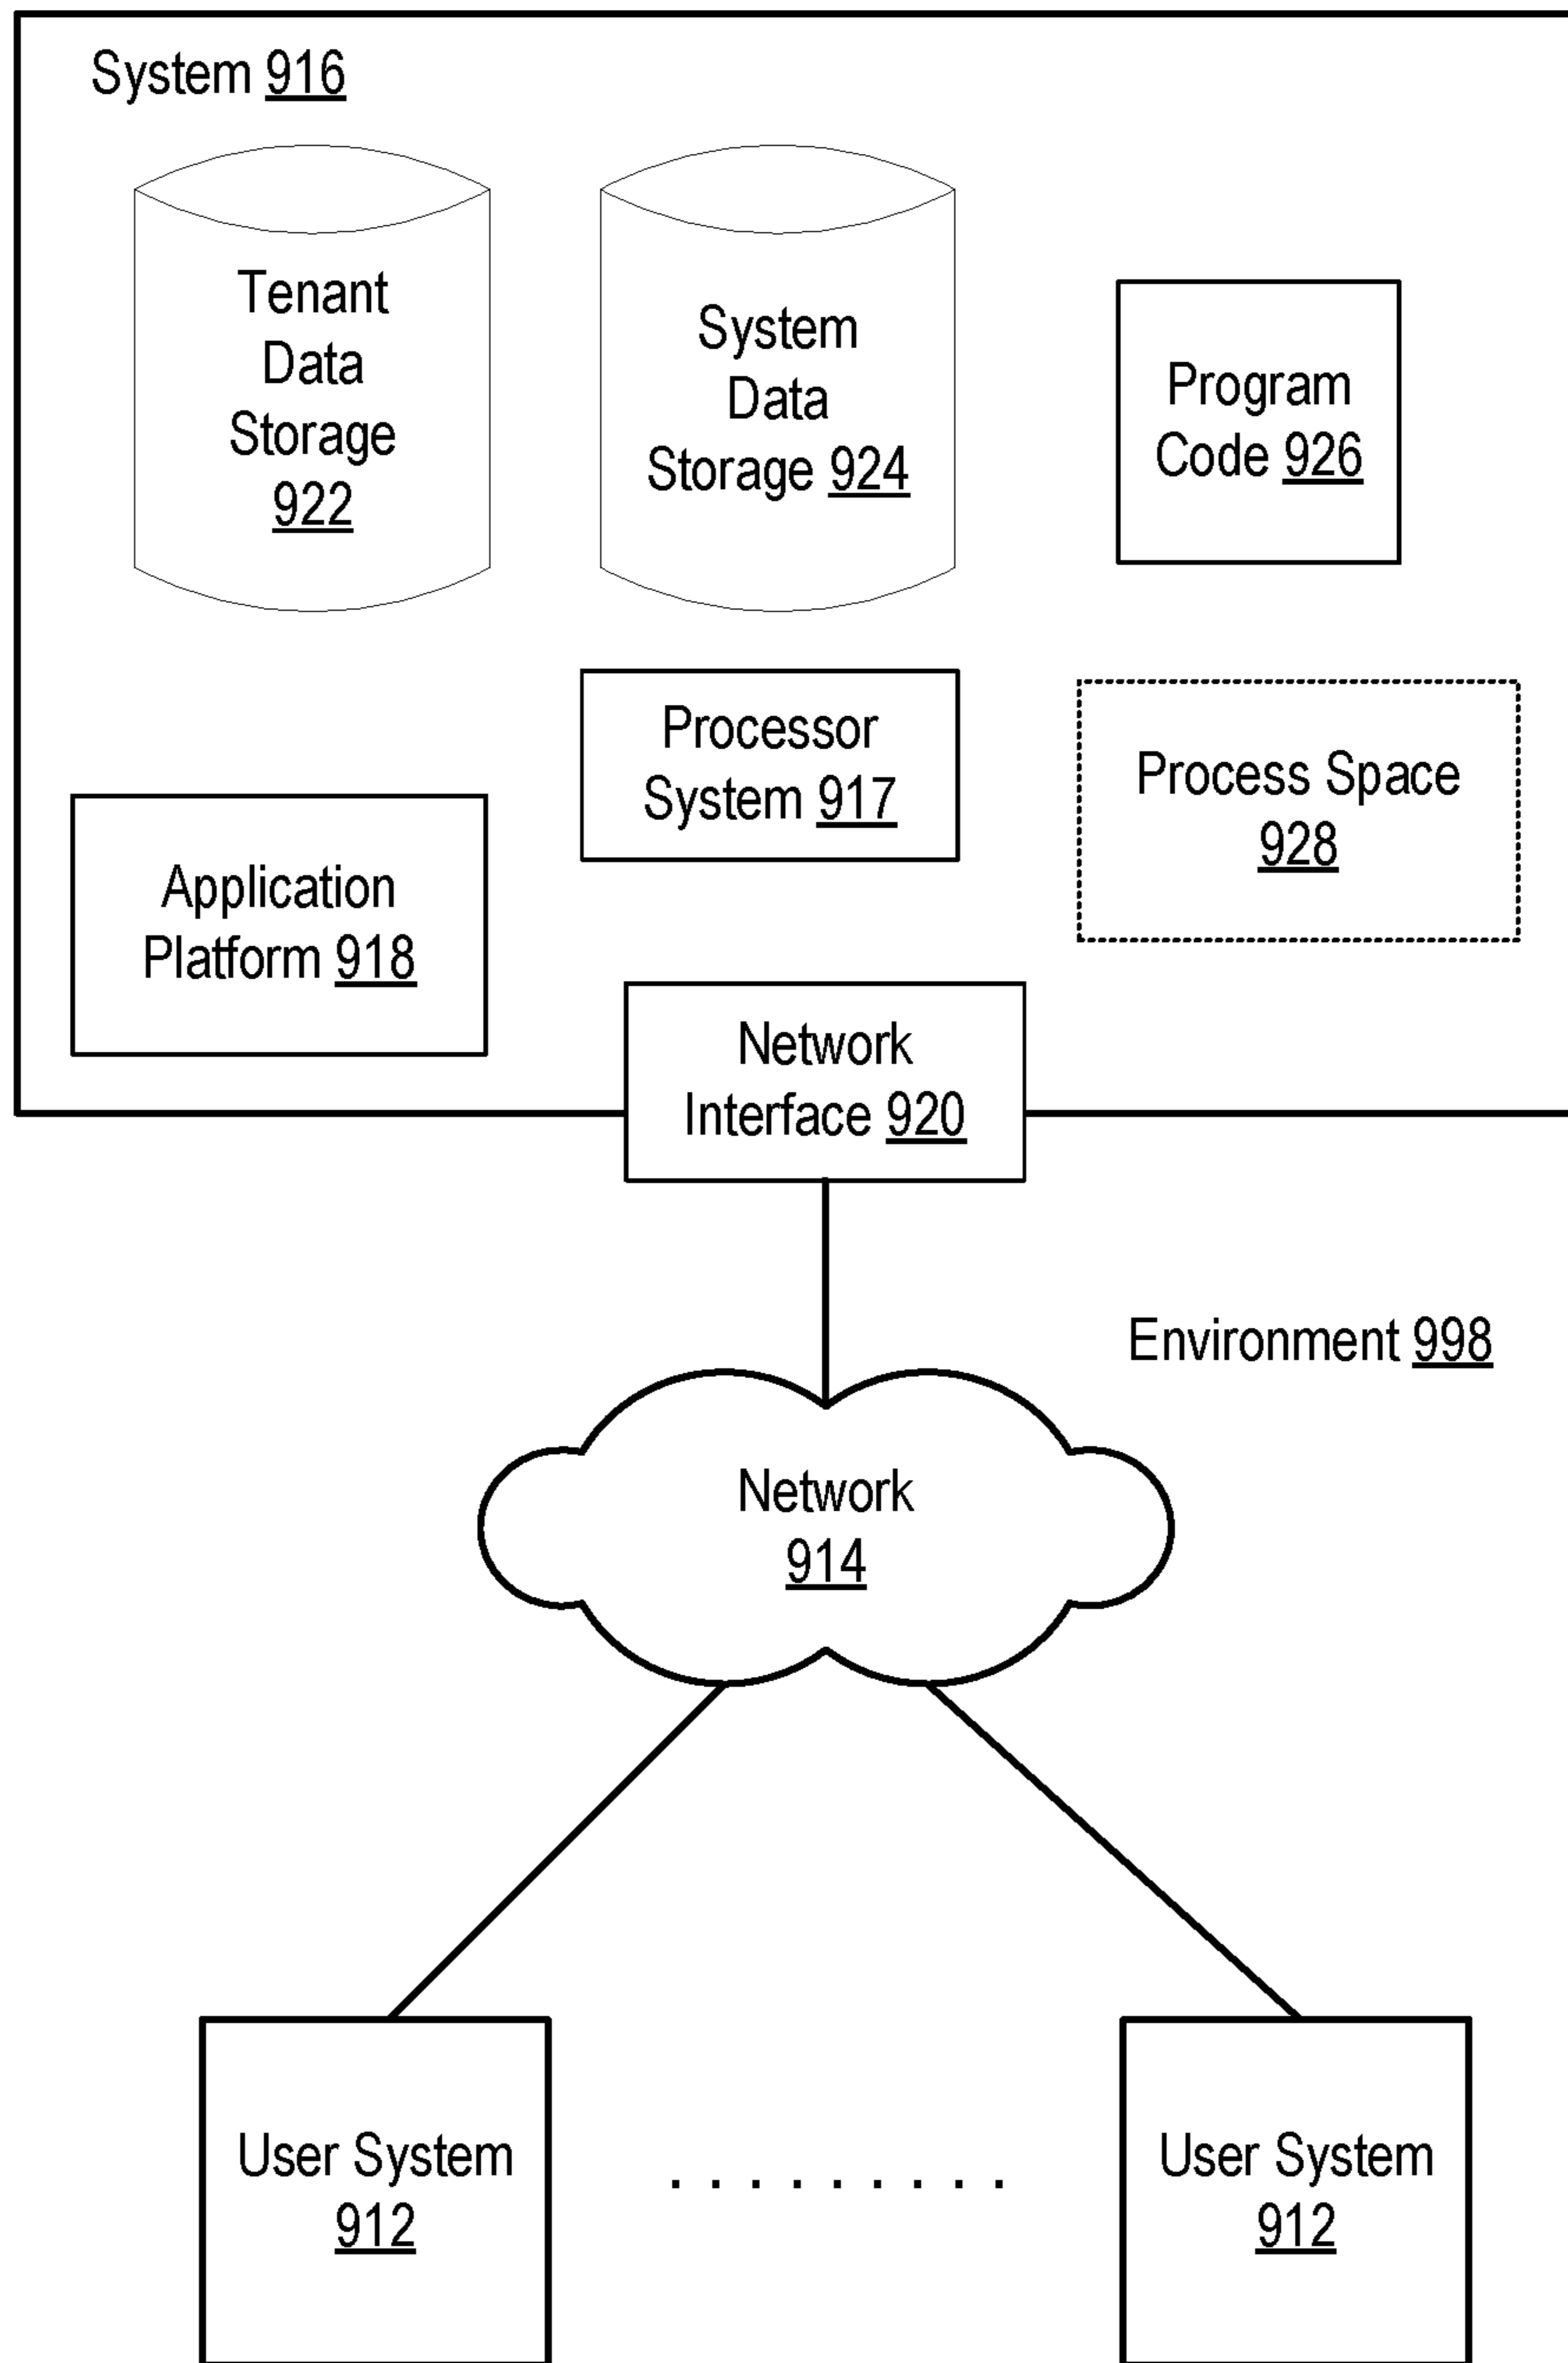 System 916
Tenant
Data
Storage
922
System
Data
Storage 924
Program
Code 926
Processor
System 917
Process Space
928
Application
Platform 918
Network
Interface 920
Environment 998
Network
914
User System
912
. . . . . . . . .
User System
912